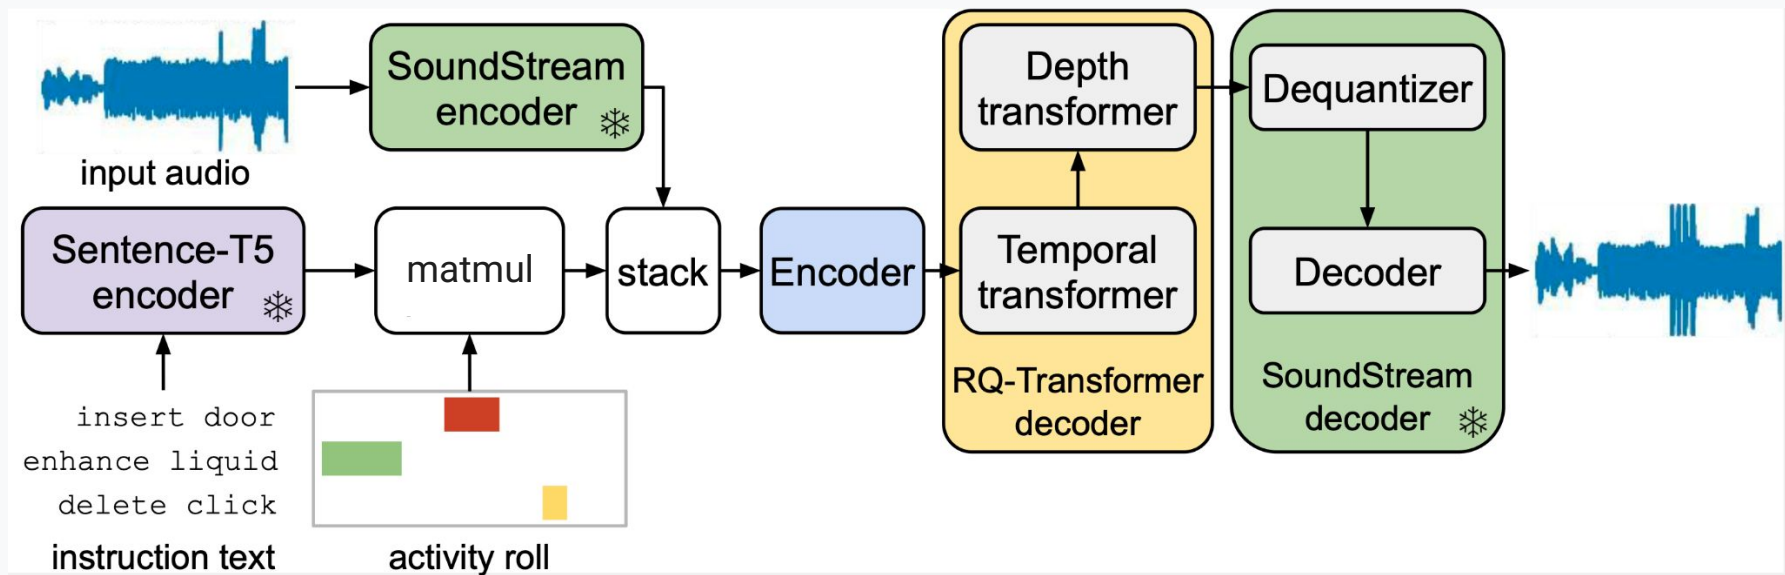 SoundStream
encoder
input audio
Sentence-T5
encoder
matmul
stack
Encoder
Depth
transformer
Temporal
transformer
RQ-Transformer
decoder
Dequantizer
Decoder
SoundStream
decoder
insert door
enhance liquid
delete click
instruction text
activity roll